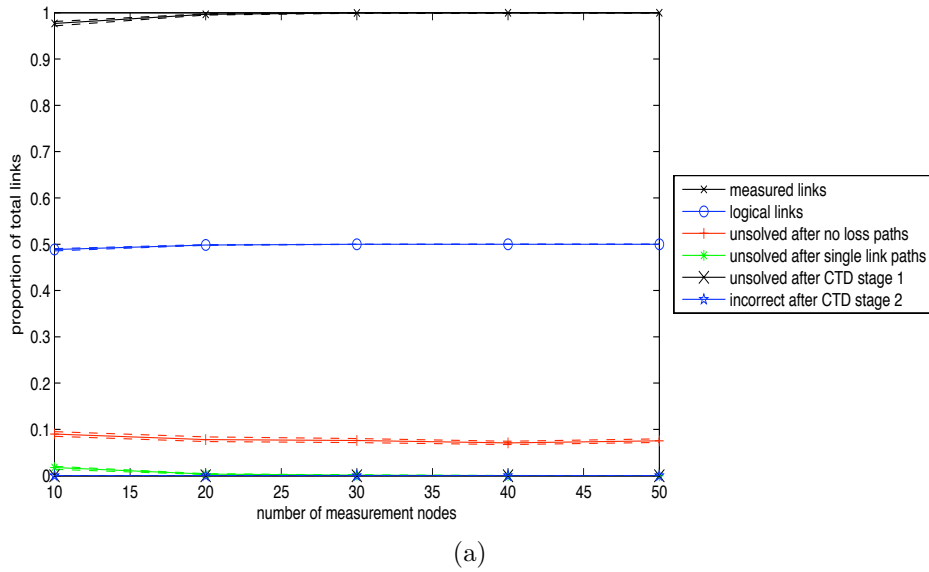 1
0.9
0.8
0.7
0.6
0.5
0.4
0.3
0.2
0.1
0
proportion of total links
10 15 20 25 30 35 40 45 50
number of measurement nodes
measured links
logical links
unsolved after no loss paths
unsolved after single link paths
unsolved after CTD stage 1
incorrect after CTD stage 2
(a)